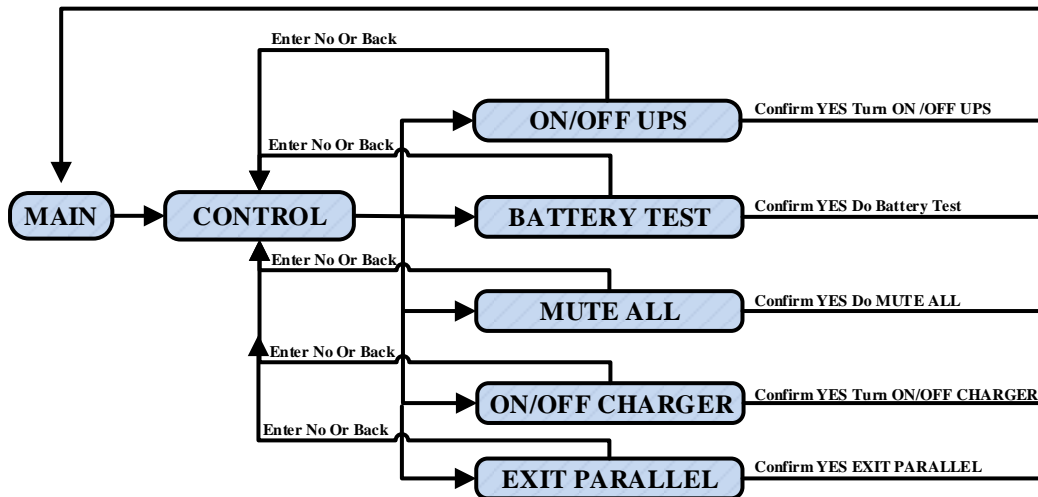 Enter No Or Back
ON/OFF UPS
Confirm YES Turn ON /OFF UPS
Enter No Or Back
MAIN
CONTROL
BATTERY TEST
Confirm YES Do Battery Test
Enter No Or Back
MUTE ALL
Confirm YES Do MUTE ALL
Enter No Or Back
ON/OFF CHARGER
Confirm YES Turn ON/OFF CHARGER
Enter No Or Back
EXIT PARALLEL
Confirm YES EXIT PARALLEL